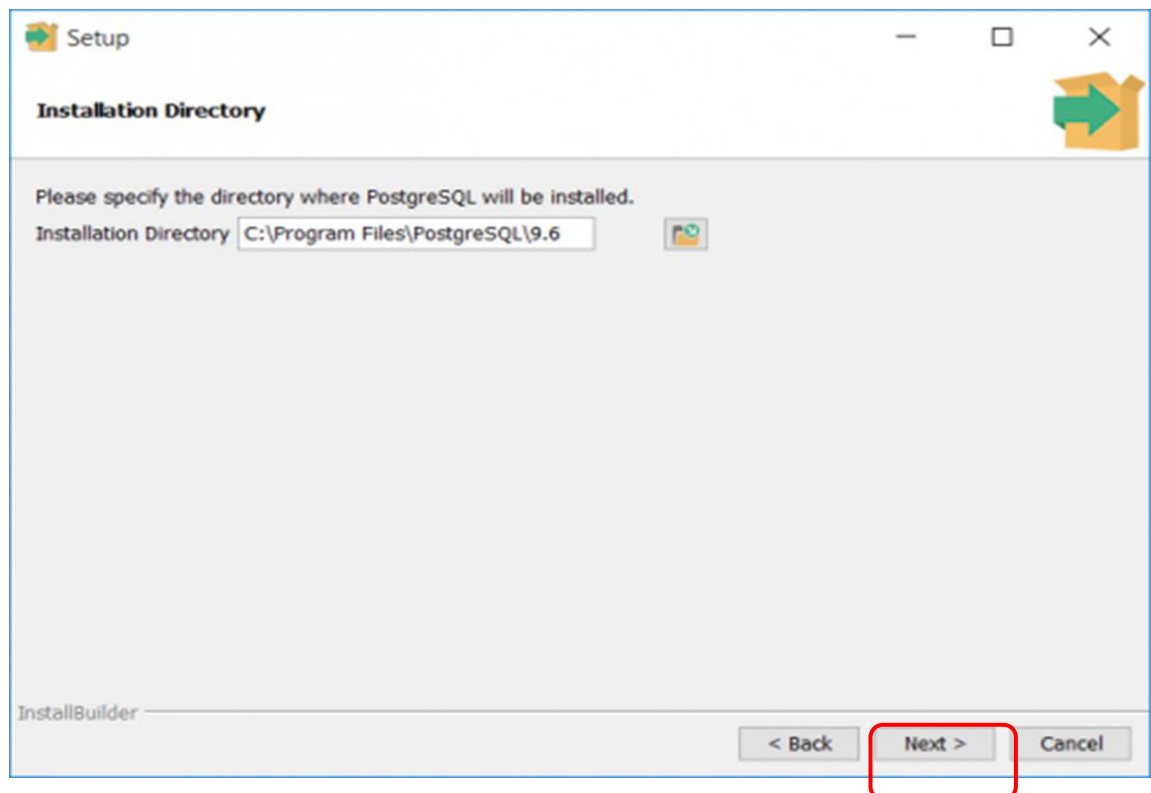 Setup
Installation Directory
Please specify the directory where PostgreSQL will be installed.
Installation Directory C:\Program Files\PostgreSQL\9.6
InstallBuilder
< Back Next > Cancel